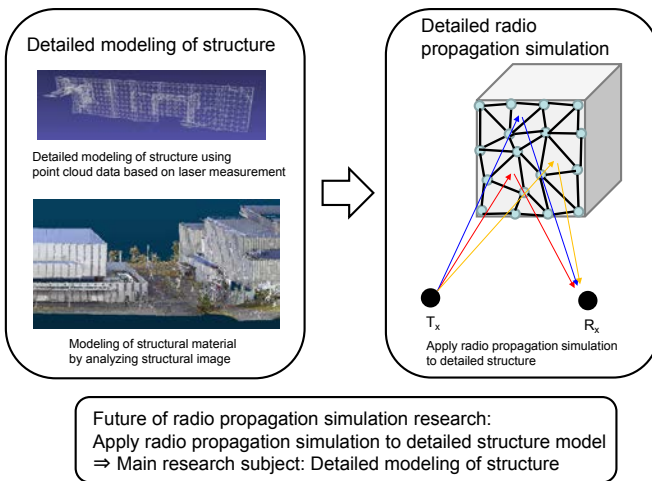 Detailed modeling of structure
Detailed modeling of structure using
point cloud data based on laser measurement
Modeling of structural material
by analyzing structural image
Detailed radio
propagation simulation
Tx
Rx
Apply radio propagation simulation
to detailed structure
Future of radio propagation simulation research:
Apply radio propagation simulation to detailed structure model
⇒ Main research subject: Detailed modeling of structure